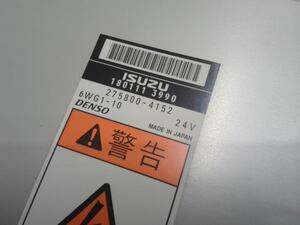 ISUZU
180111 3990
275800-4152
6WG1-10 24V
DENSO MADE IN JAPAN
警告